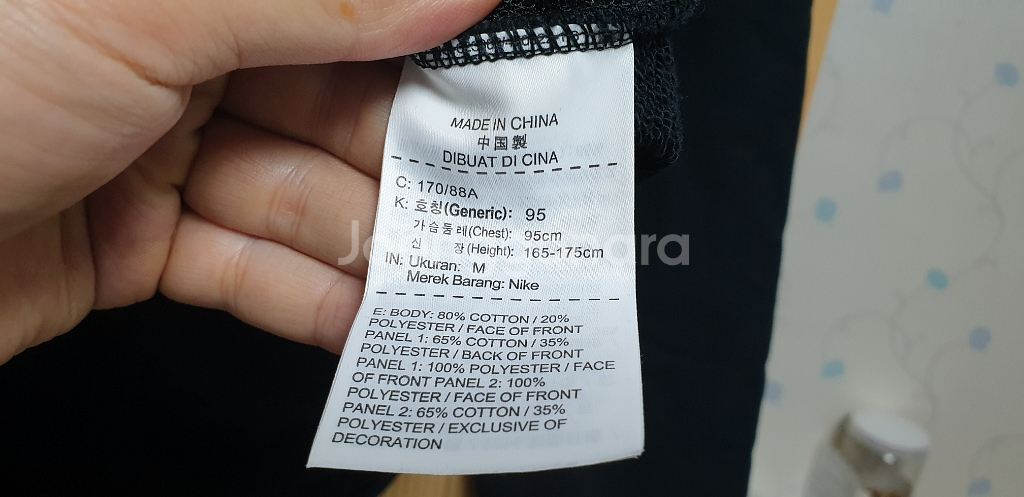 MADE IN CHINA
中国製
DIBUAT DI CINA
C: 170/88A
K: 호칭(Generic): 95
가슴둘레(Chest): 95cm
신 장(Height): 165-175cm
IN: Ukuran: M
Merek Barang: Nike
E: BODY: 80% COTTON / 20%
POLYESTER / FACE OF FRONT
PANEL 1: 65% COTTON / 35%
POLYESTER / BACK OF FRONT
PANEL 1: 100% POLYESTER / FACE
OF FRONT PANEL 2: 100%
POLYESTER / FACE OF FRONT
PANEL 2: 65% COTTON / 35%
POLYESTER / EXCLUSIVE OF
DECORATION